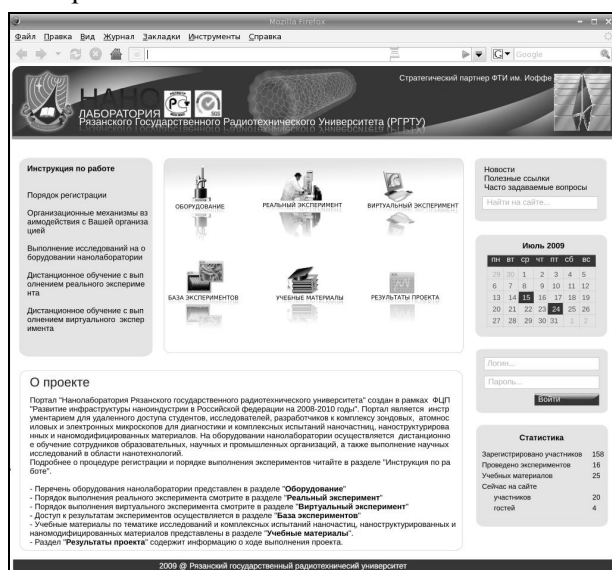 Mozilla Firefox
Файл Правка Вид Журнал Закладки Инструменты Справка
Google
Стратегический партнер ФТИ им. Иоффе
НАНО
ЛАБОРАТОРИЯ
Рязанского Государственного Радиотехнического Университета (РГРТУ)
Инструкция по работе
Порядок регистрации
Организационные механизмы вз
аимодействия с Вашей организа
цией
Выполнение исследований на о
борудовании нанолаборатории
Дистанционное обучение с вып
олнением реального экспериме
нта
Дистанционное обучение с вып
олнением виртуального экспер
имента
ОБОРУДОВАНИЕ
РЕАЛЬНЫЙ ЭКСПЕРИМЕНТ
ВИРТУАЛЬНЫЙ ЭКСПЕРИМЕНТ
БАЗА ЭКСПЕРИМЕНТОВ
УЧЕБНЫЕ МАТЕРИАЛЫ
РЕЗУЛЬТАТЫ ПРОЕКТА
Новости
Полезные ссылки
Часто задаваемые вопросы
Найти на сайте...
Июль 2009
пн вт ср чт пт сб вс
29 30 1 2 3 4 5
6 7 8 9 10 11 12
13 14 15 16 17 18 19
20 21 22 23 24 25 26
27 28 29 30 31 1 2
Логин...
Пароль...
Войти
Статистика
Зарегистрировано участников 158
Проведено экспериментов 16
Учебных материалов 25
Сейчас на сайте
участников 20
гостей 4
О проекте
Портал "Нанолаборатория Рязанского государственного радиотехнического университета" создан в рамках ФЦП
"Развитие инфраструктуры наноиндустрии в Российской Федерации на 2008-2010 годы". Портал является инстр
ументарием для удаленного доступа студентов, исследователей, разработчиков к комплексу зондовых, атомнос
иловых и электронных микроскопов для диагностики и комплексных испытаний наночастиц, наноструктурирова
нных и наномодифицированных материалов. На оборудовании нанолаборатории осуществляется дистанционно
е обучение сотрудников образовательных, научных и промышленных организаций, а также выполнение научных
исследований в области нанотехнологий.
Подробнее о процедуре регистрации и порядке выполнения экспериментов читайте в разделе "Инструкция по ра
боте".
- Перечень оборудования нанолаборатории представлен в разделе "Оборудование"
- Порядок выполнения реального эксперимента смотрите в разделе "Реальный эксперимент"
- Порядок выполнения виртуального эксперимента смотрите в разделе "Виртуальный эксперимент"
- Доступ к результатам экспериментов осуществляется в разделе "База экспериментов"
- Учебные материалы по тематике исследований и комплексных испытаний наночастиц, наноструктурированных и
наномодифицированных материалов представлены в разделе "Учебные материалы".
- Раздел "Результаты проекта" содержит информацию о ходе выполнения проекта.
2009 @ Рязанский государственный радиотехничесий университет